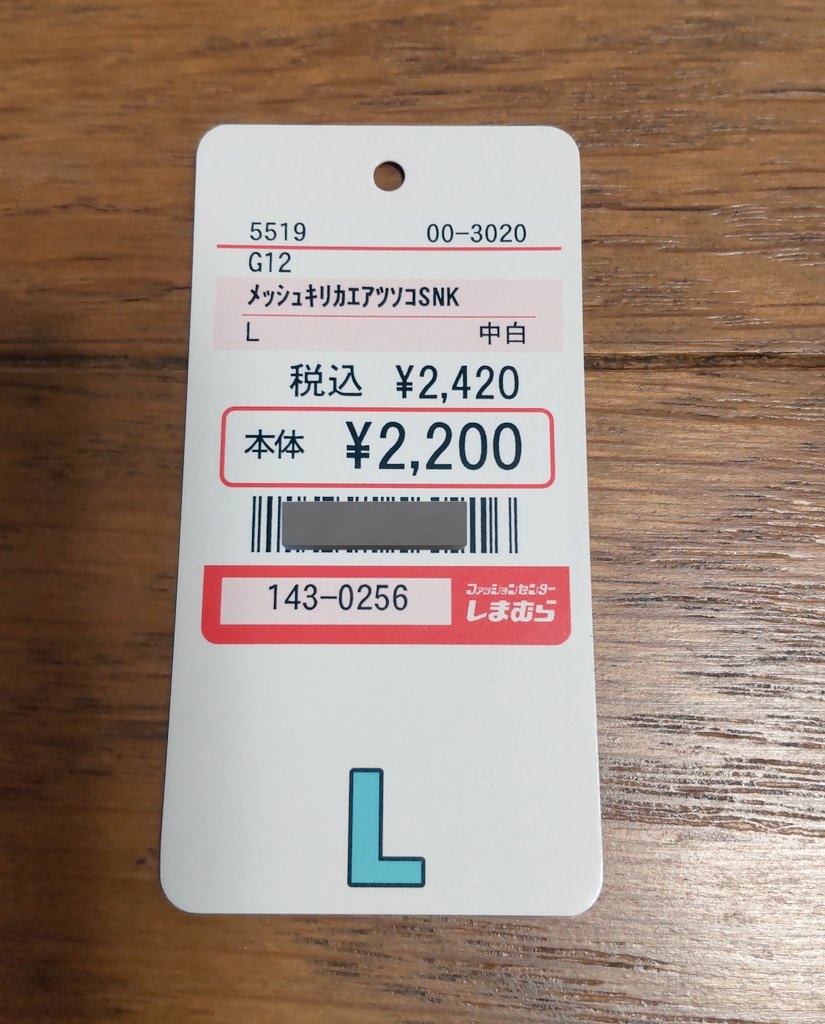 5519 00-3020
G12
ﾒｯｼｭｷﾘｶｴｱﾂｿｺSNK
L 中白
税込 ¥2,420
本体 ¥2,200
143-0256
ファッションセンター
しまむら
L